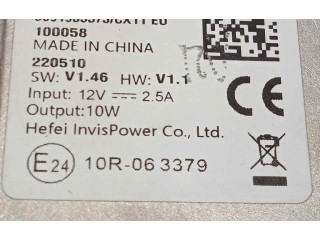 100058
MADE IN CHINA
220510
SW: V1.46 HW: V1.1
Input: 12V ⎓ 2.5A
Output:10W
Hefei InvisPower Co., Ltd.
CE
E24 10R-06 3379